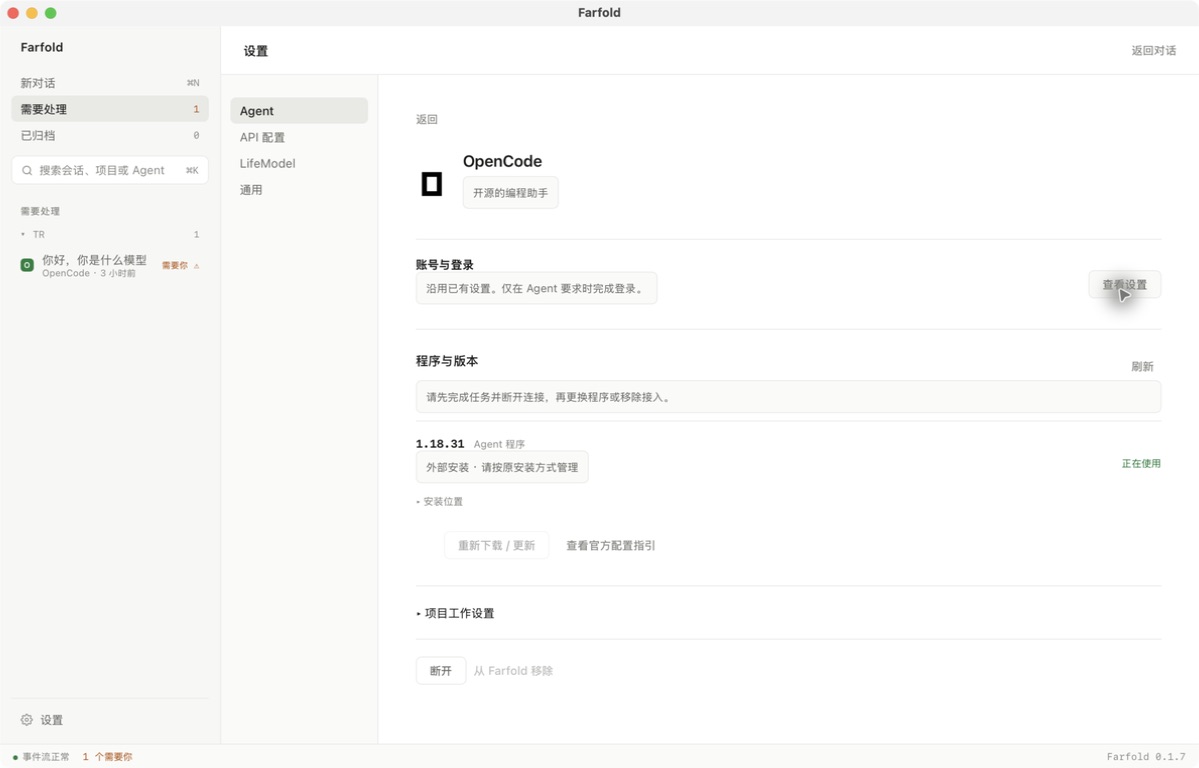 Farfold
Farfold
新对话 ⌘N
需要处理 1
已归档 0
搜索会话、项目或 Agent ⌘K
需要处理
TR 1
你好，你是什么模型
OpenCode · 3 小时前
需要你
设置
设置
返回对话
Agent
API 配置
LifeModel
通用
返回
OpenCode
开源的编程助手
账号与登录
沿用已有设置。仅在 Agent 要求时完成登录。
查看设置
程序与版本
刷新
请先完成任务并断开连接，再更换程序或移除接入。
1.18.31 Agent 程序
外部安装 · 请按原安装方式管理
正在使用
安装位置
重新下载 / 更新 查看官方配置指引
项目工作设置
断开 从 Farfold 移除
事件流正常 1 个需要你
Farfold 0.1.7